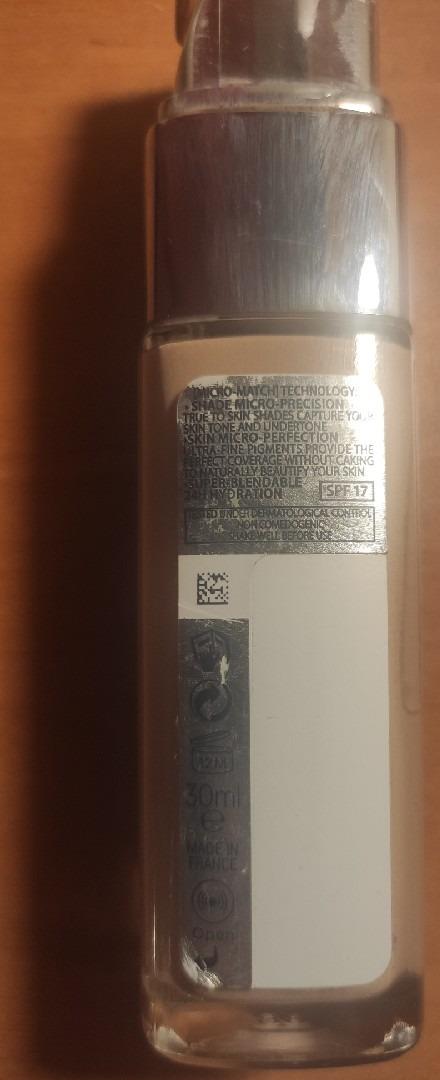 [MICRO-MATCH] TECHNOLOGY:
• SHADE MICRO-PRECISION
TRUE TO SKIN SHADES CAPTURE YOUR
SKIN TONE AND UNDERTONE
•SKIN MICRO-PERFECTION
ULTRA-FINE PIGMENTS PROVIDE THE
PERFECT COVERAGE WITHOUT CAKING
TO NATURALLY BEAUTIFY YOUR SKIN
•SUPER-BLENDABLE
24H HYDRATION
SPF 17
TESTED UNDER DERMATOLOGICAL CONTROL
NON COMEDOGENIC
SHAKE WELL BEFORE USE
12 M
30ml
e
MADE IN
FRANCE
Open